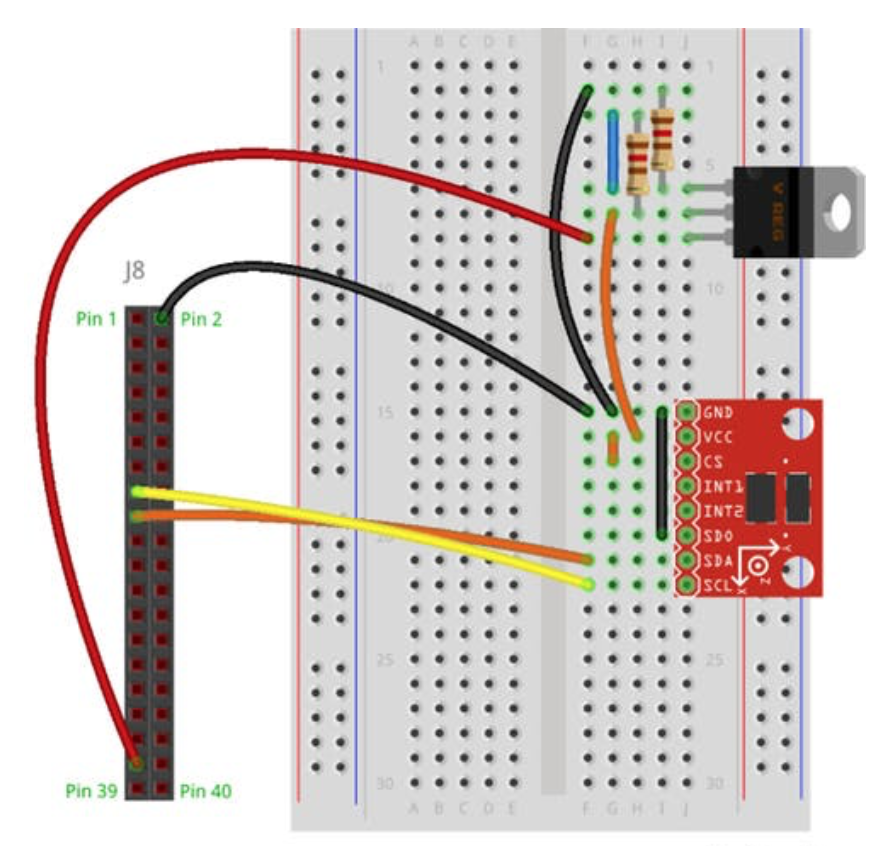 A B C D E F G H I J
1 1
5 5
V REG
J8
10 10
Pin 1 Pin 2
15 15
GND
VCC
CS
INT1
INT2
SDO
20
SDA
SCL
Y
Z
X
25 25
Pin 39 Pin 40
30 30
A B C D E F G H I J